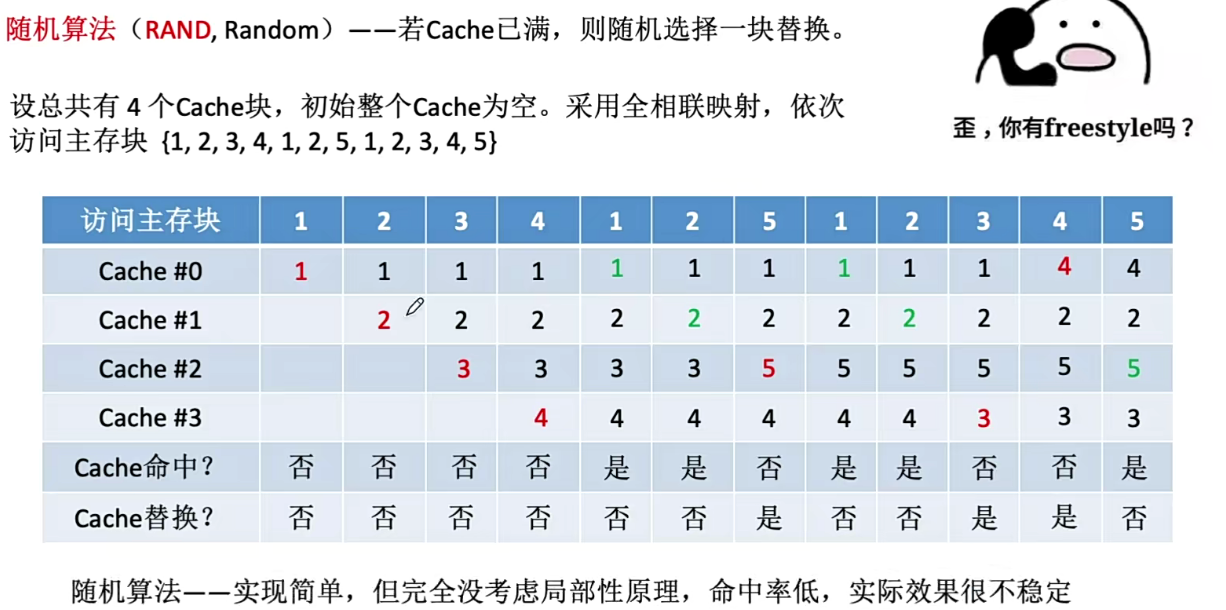 随机算法（RAND, Random）——若Cache已满，则随机选择一块替换。
设总共有 4 个Cache块，初始整个Cache为空。采用全相联映射，依次
访问主存块 {1, 2, 3, 4, 1, 2, 5, 1, 2, 3, 4, 5}
歪，你有freestyle吗？
访问主存块 1 2 3 4 1 2 5 1 2 3 4 5
Cache #0 1 1 1 1 1 1 1 1 1 1 4 4
Cache #1 2 2 2 2 2 2 2 2 2 2 2
Cache #2 3 3 3 3 5 5 5 5 5 5
Cache #3 4 4 4 4 4 4 3 3 3
Cache命中？ 否 否 否 否 是 是 否 是 是 否 否 是
Cache替换？ 否 否 否 否 否 否 是 否 否 是 是 否
随机算法——实现简单，但完全没考虑局部性原理，命中率低，实际效果很不稳定